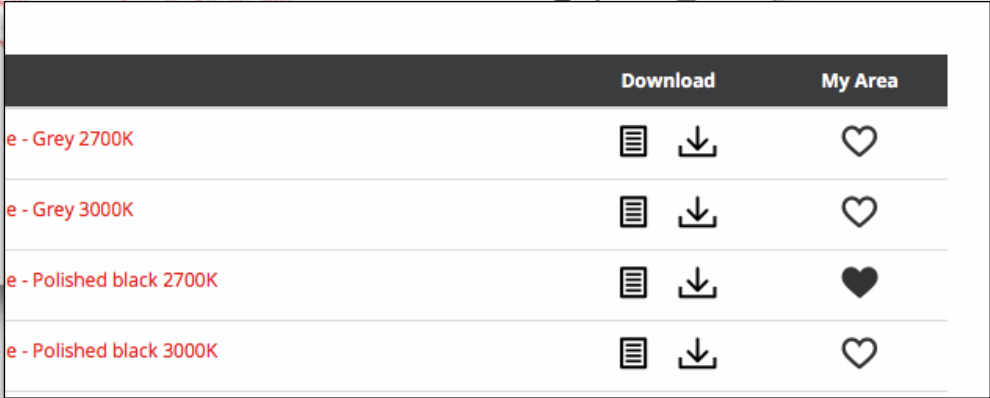 Download My Area
e - Grey 2700K
e - Grey 3000K
e - Polished black 2700K
e - Polished black 3000K